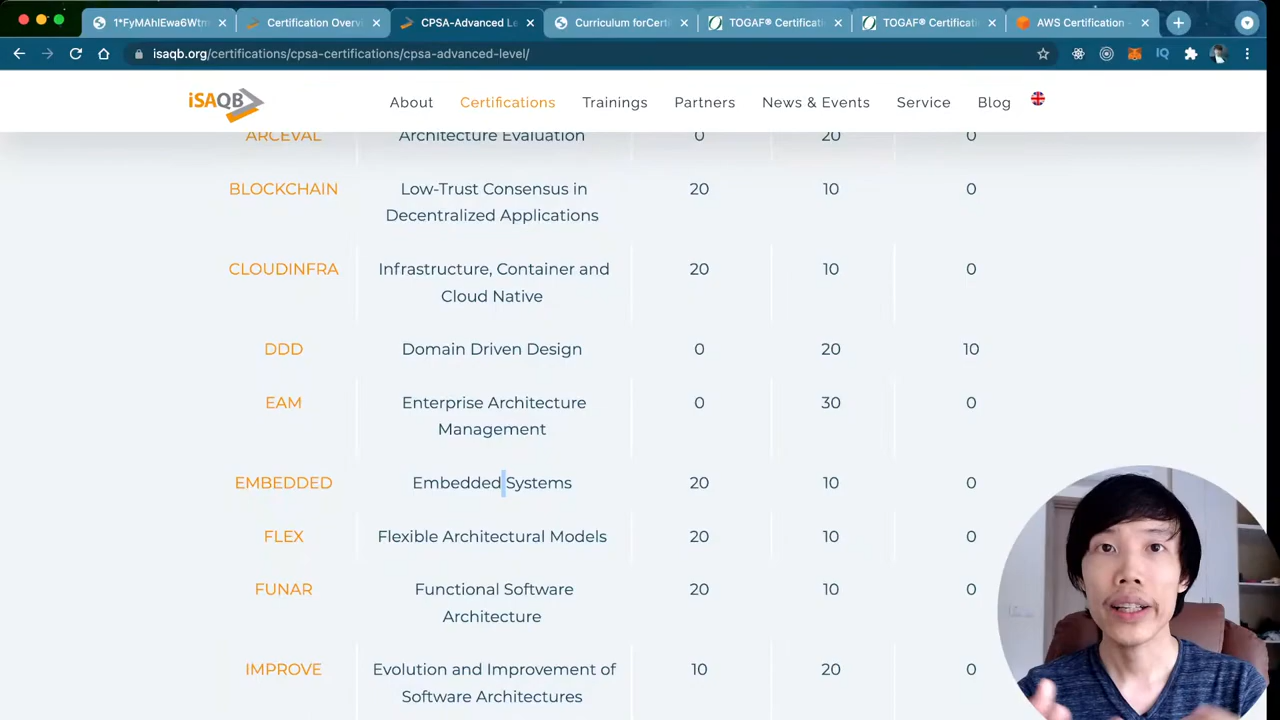 1*FyMAhIEwa6Wtm
Certification Overv
CPSA-Advanced Le
Curriculum forCerti
TOGAF® Certificati
TOGAF® Certificati
AWS Certification -
isaqb.org/certifications/cpsa-certifications/cpsa-advanced-level/
IQ
iSAQB
About
Certifications
Trainings
Partners
News & Events
Service
Blog
ARCEVAL Architecture Evaluation 0 20 0
BLOCKCHAIN Low-Trust Consensus in 20 10 0
Decentralized Applications
CLOUDINFRA Infrastructure, Container and 20 10 0
Cloud Native
DDD Domain Driven Design 0 20 10
EAM Enterprise Architecture 0 30 0
Management
EMBEDDED Embedded Systems 20 10 0
FLEX Flexible Architectural Models 20 10 0
FUNAR Functional Software 20 10 0
Architecture
IMPROVE Evolution and Improvement of 10 20 0
Software Architectures